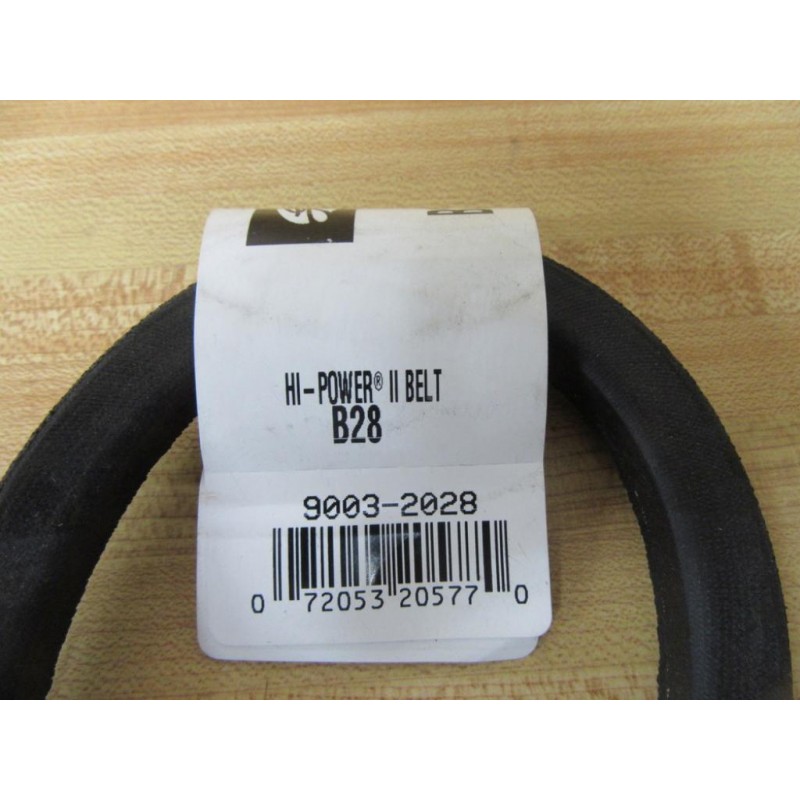 HI-POWER® II BELT
B28
9003-2028
0 72053 20577 0